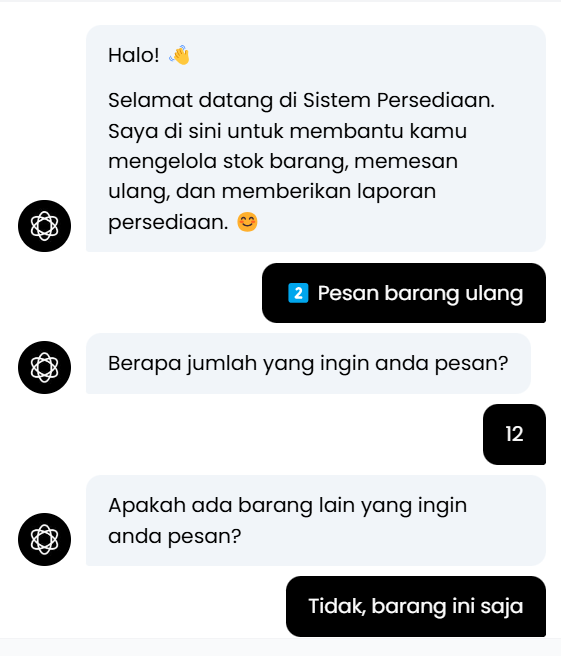 Halo! 👋
Selamat datang di Sistem Persediaan.
Saya di sini untuk membantu kamu
mengelola stok barang, memesan
ulang, dan memberikan laporan
persediaan. 😊
2️⃣ Pesan barang ulang
Berapa jumlah yang ingin anda pesan?
12
Apakah ada barang lain yang ingin
anda pesan?
Tidak, barang ini saja